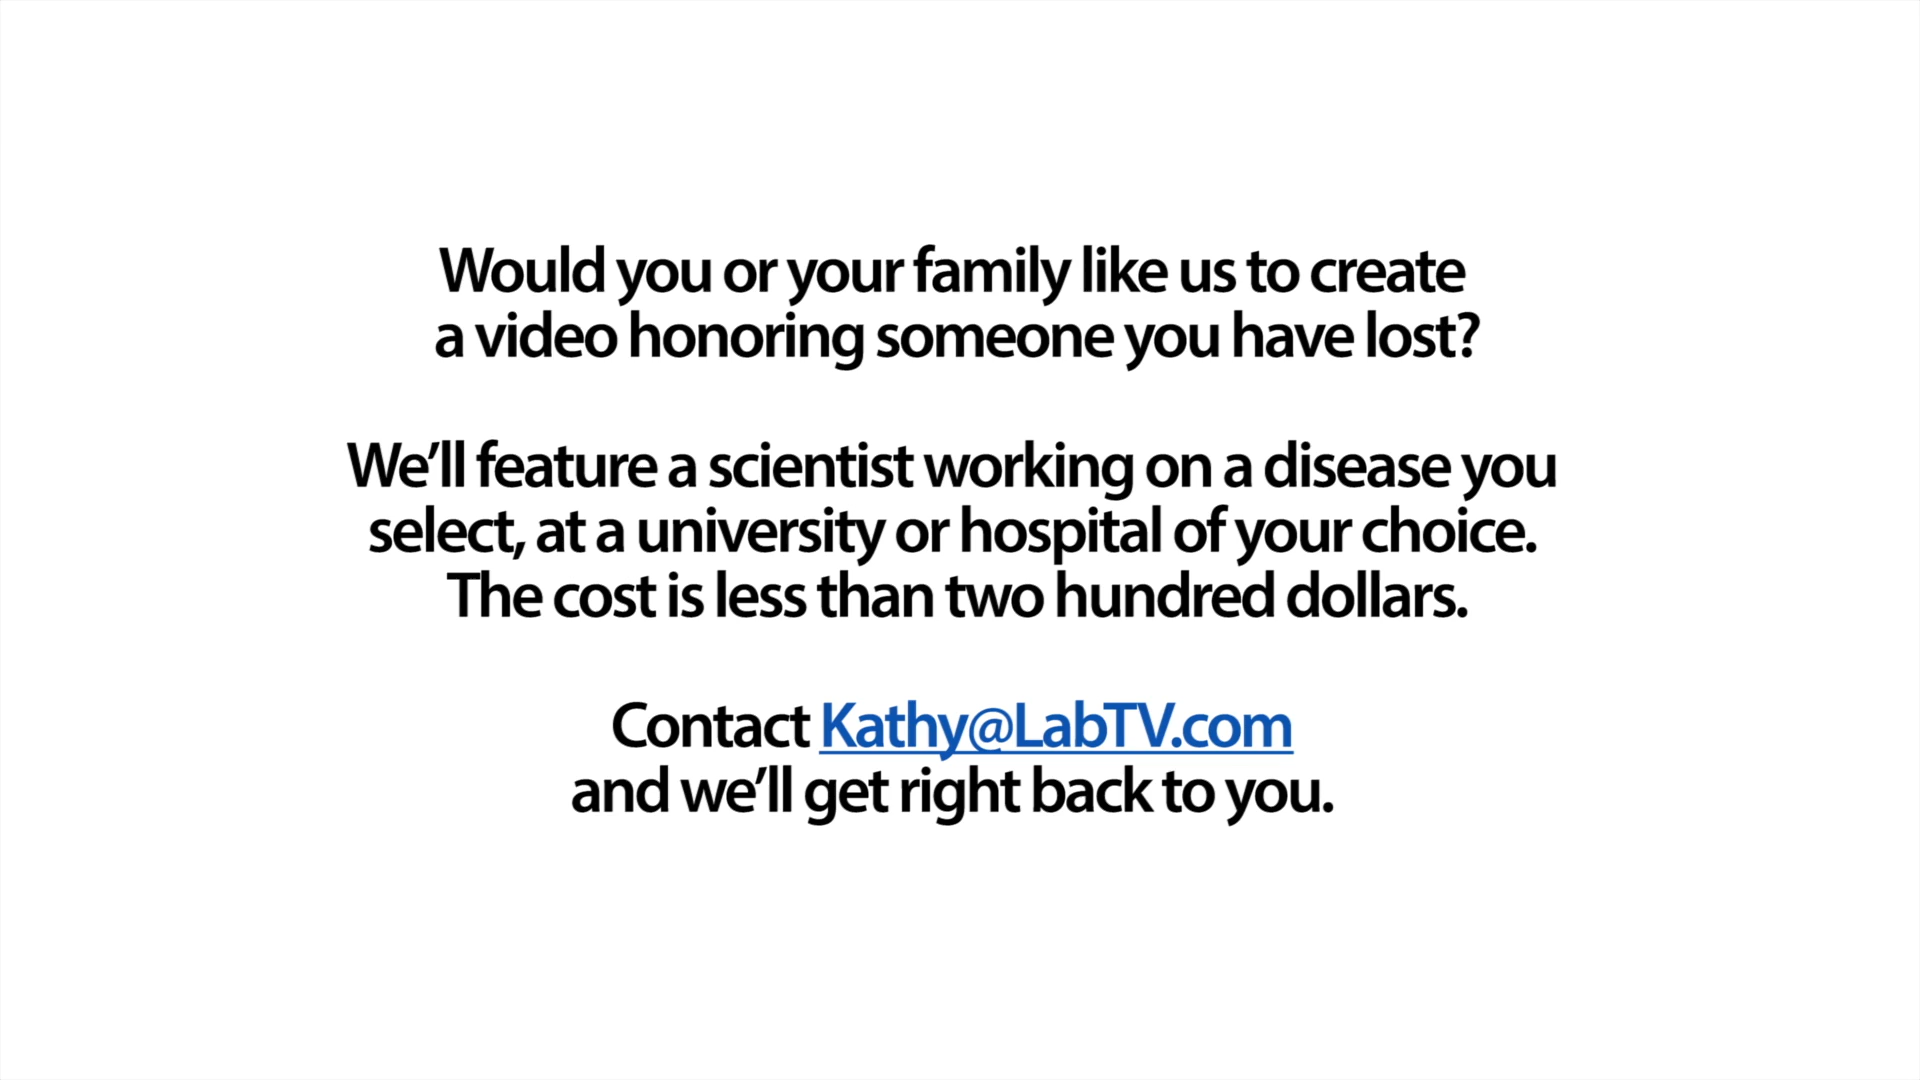 Would you or your family like us to create
a video honoring someone you have lost?
We’ll feature a scientist working on a disease you
select, at a university or hospital of your choice.
The cost is less than two hundred dollars.
Contact Kathy@LabTV.com
and we’ll get right back to you.